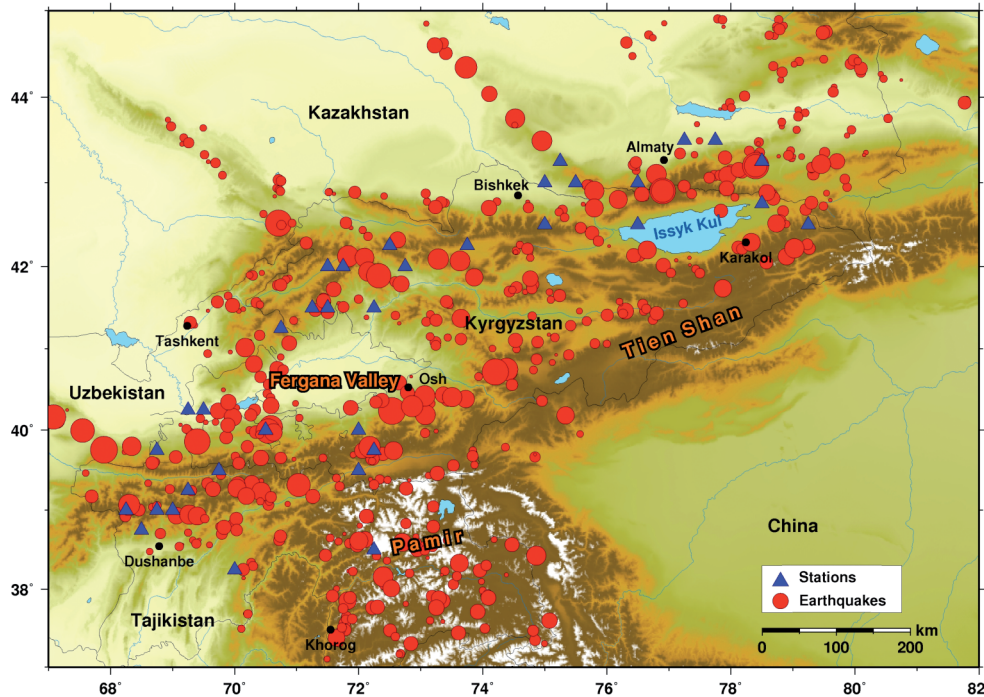 44˚
42˚
40˚
38˚
Kazakhstan
Almaty
Bishkek
Issyk Kul
Karakol
Tashkent
Kyrgyzstan
Tien Shan
Fergana Valley
Osh
Uzbekistan
China
Pamir
Dushanbe
Tajikistan
Khorog
Stations
Earthquakes
km
0 100 200
68˚ 70˚ 72˚ 74˚ 76˚ 78˚ 80˚ 82˚